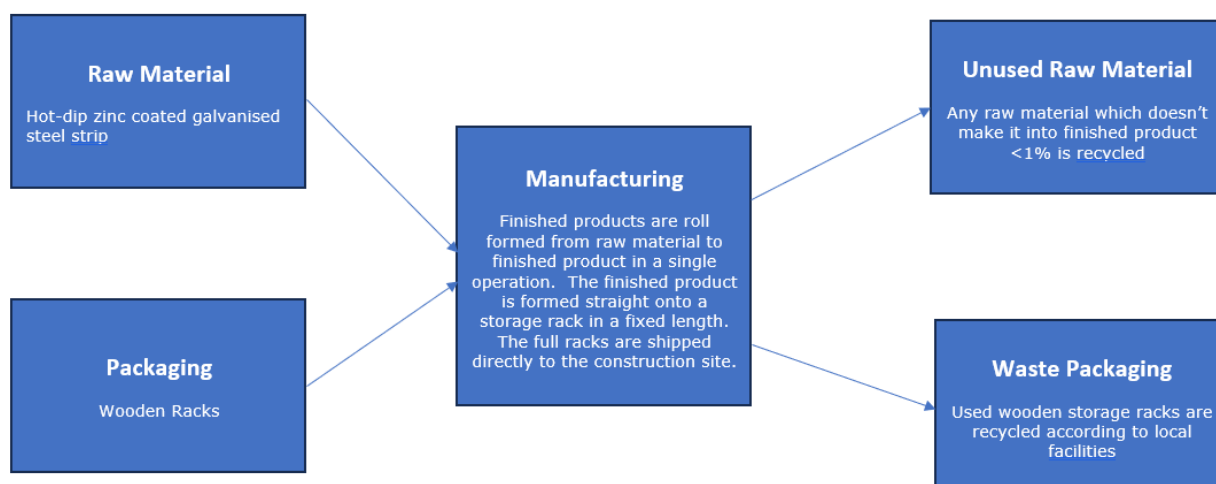 Raw Material
Hot-dip zinc coated galvanised
steel strip
Packaging
Wooden Racks
Manufacturing
Finished products are roll
formed from raw material to
finished product in a single
operation.  The finished product
is formed straight onto a
storage rack in a fixed length.
The full racks are shipped
directly to the construction site.
Unused Raw Material
Any raw material which doesn’t
make it into finished product
<1% is recycled
Waste Packaging
Used wooden storage racks are
recycled according to local
facilities